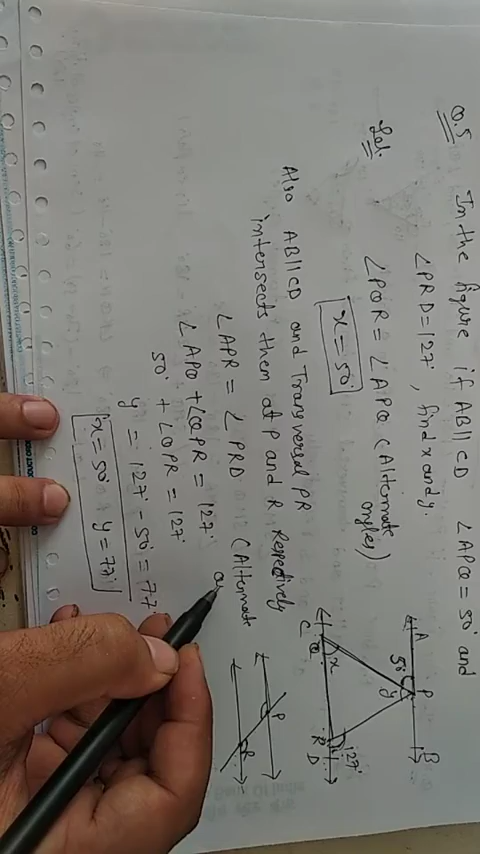 Q.5 In the figure if AB||CD ∠APQ = 50° and
∠PRD = 127°, find x and y.
Sol:
∠PQR = ∠APQ (Alternate
angles)
x = 50°
Also AB||CD and Transversal PR
intersects them at P and R Repectively
∠APR = ∠PRD (Alternate
∠APQ + ∠QPR = 127°
50° + ∠QPR = 127°
y = 127° - 50° = 77°
x = 50° y = 77°
A P B
50° y
x 127°
C Q R D
P
R